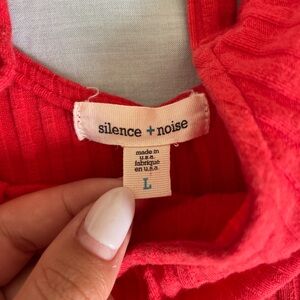 silence + noise
made in
u.s.a.
fabriqué
en u.s.a.
L